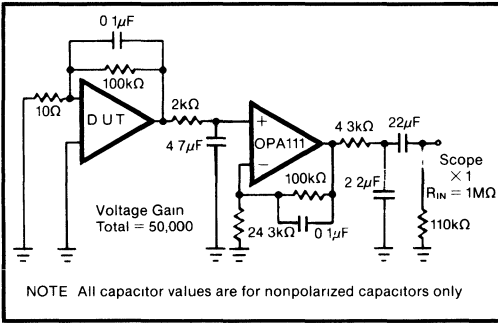 0 1µF
100kΩ
10Ω
DUT
2kΩ
4 7µF
+
OPA111
−
4 3kΩ
22µF
Scope
× 1
R_IN = 1MΩ
100kΩ
2 2µF
110kΩ
Voltage Gain
Total = 50,000
24 3kΩ
0 1µF
NOTE All capacitor values are for nonpolarized capacitors only